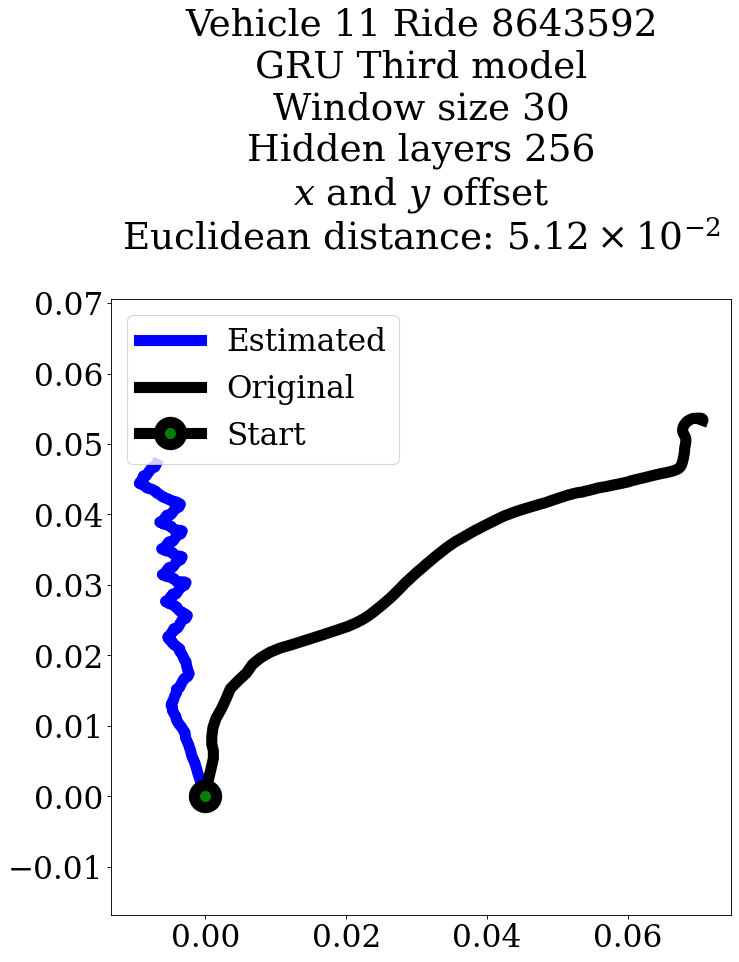 Vehicle 11 Ride 8643592
GRU Third model
Window size 30
Hidden layers 256
x and y offset
Euclidean distance: 5.12 × 10⁻²
0.07
0.06
0.05
0.04
0.03
0.02
0.01
0.00
−0.01
Estimated
Original
Start
0.00 0.02 0.04 0.06